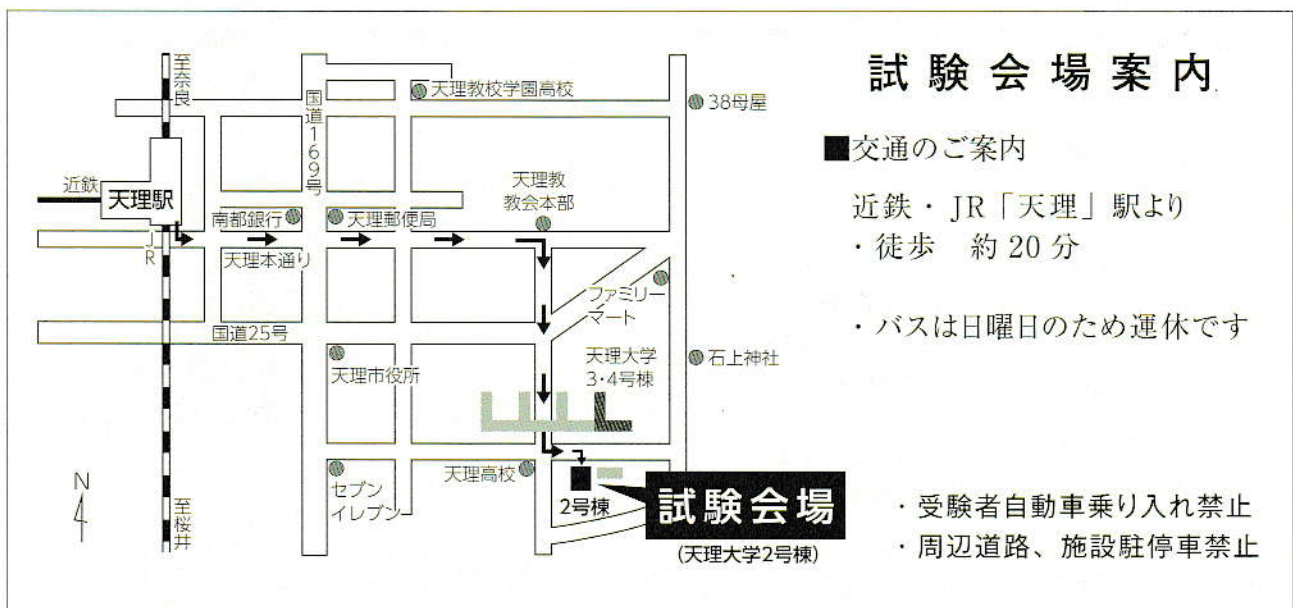 試験会場案内
■交通のご案内
近鉄・JR「天理」駅より
・徒歩 約20分
・バスは日曜日のため運休です
・受験者自動車乗り入れ禁止
・周辺道路、施設駐停車禁止
至奈良
国道169号
天理教校学園高校
38母屋
近鉄
天理駅
南都銀行
天理郵便局
天理教
教会本部
JR
天理本通り
ファミリー
マート
国道25号
天理市役所
天理大学
3・4号棟
石上神社
N
至桜井
セブン
イレブン
天理高校
2号棟
試験会場
(天理大学2号棟)